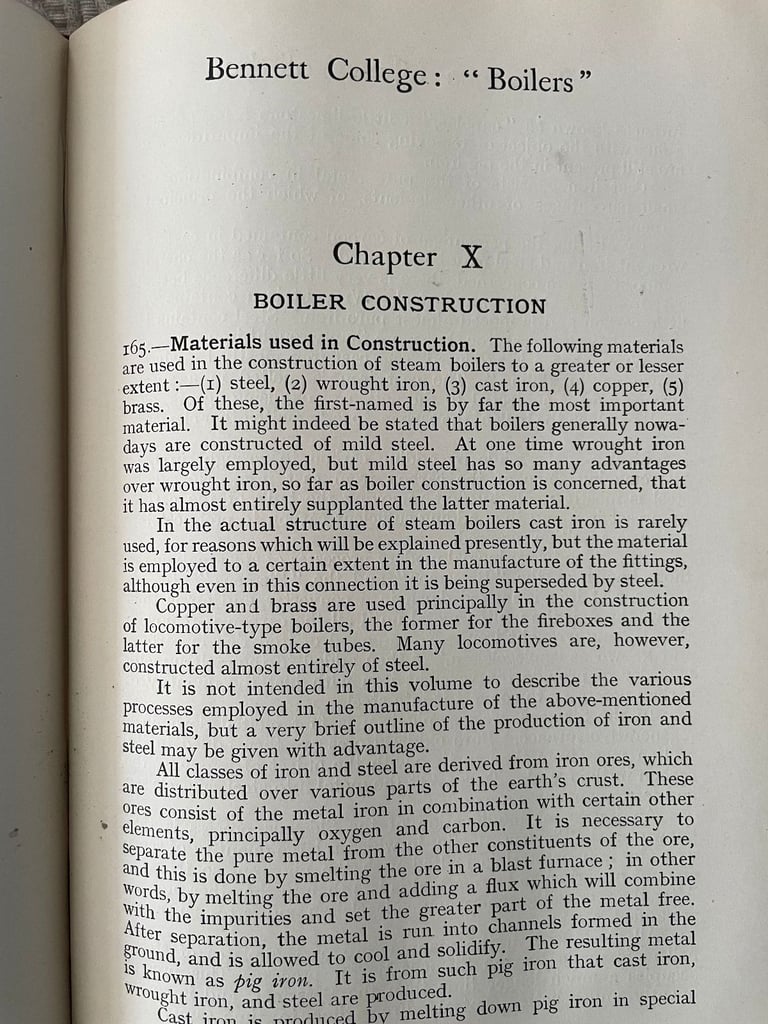 Bennett College: “Boilers”
Chapter X
BOILER CONSTRUCTION
165.—Materials used in Construction. The following materials
are used in the construction of steam boilers to a greater or lesser
extent :—(1) steel, (2) wrought iron, (3) cast iron, (4) copper, (5)
brass. Of these, the first-named is by far the most important
material. It might indeed be stated that boilers generally nowa-
days are constructed of mild steel. At one time wrought iron
was largely employed, but mild steel has so many advantages
over wrought iron, so far as boiler construction is concerned, that
it has almost entirely supplanted the latter material.
In the actual structure of steam boilers cast iron is rarely
used, for reasons which will be explained presently, but the material
is employed to a certain extent in the manufacture of the fittings,
although even in this connection it is being superseded by steel.
Copper and brass are used principally in the construction
of locomotive-type boilers, the former for the fireboxes and the
latter for the smoke tubes. Many locomotives are, however,
constructed almost entirely of steel.
It is not intended in this volume to describe the various
processes employed in the manufacture of the above-mentioned
materials, but a very brief outline of the production of iron and
steel may be given with advantage.
All classes of iron and steel are derived from iron ores, which
are distributed over various parts of the earth’s crust. These
ores consist of the metal iron in combination with certain other
elements, principally oxygen and carbon. It is necessary to
separate the pure metal from the other constituents of the ore,
and this is done by smelting the ore in a blast furnace ; in other
words, by melting the ore and adding a flux which will combine
with the impurities and set the greater part of the metal free.
After separation, the metal is run into channels formed in the
ground, and is allowed to cool and solidify. The resulting metal
is known as pig iron. It is from such pig iron that cast iron,
wrought iron, and steel are produced.
Cast iron is produced by melting down pig iron in special